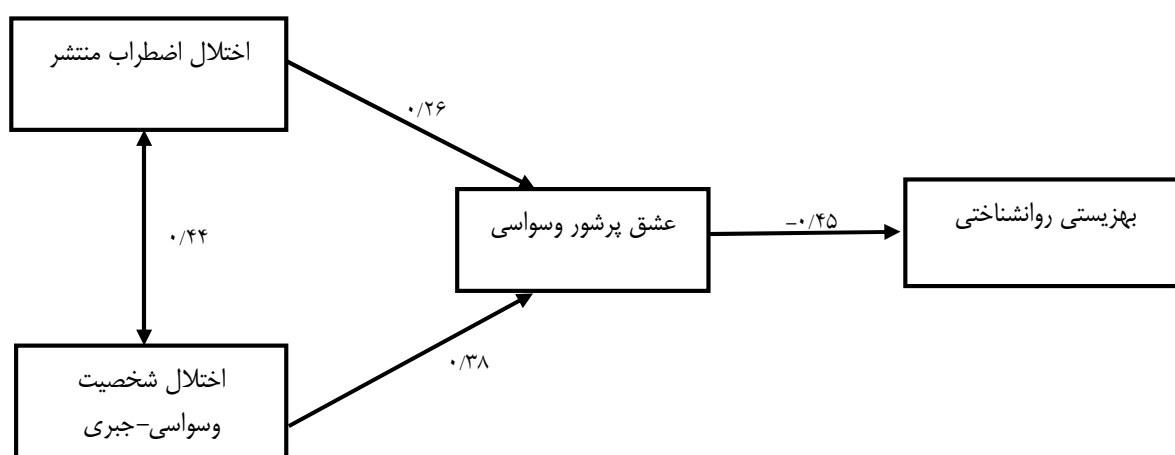 اختلال اضطراب منتشر
۰/۲۶
عشق پرشور وسواسی
-۰/۴۵
بهزیستی روانشناختی
۰/۴۴
۰/۳۸
اختلال شخصیت
وسواسی-جبری